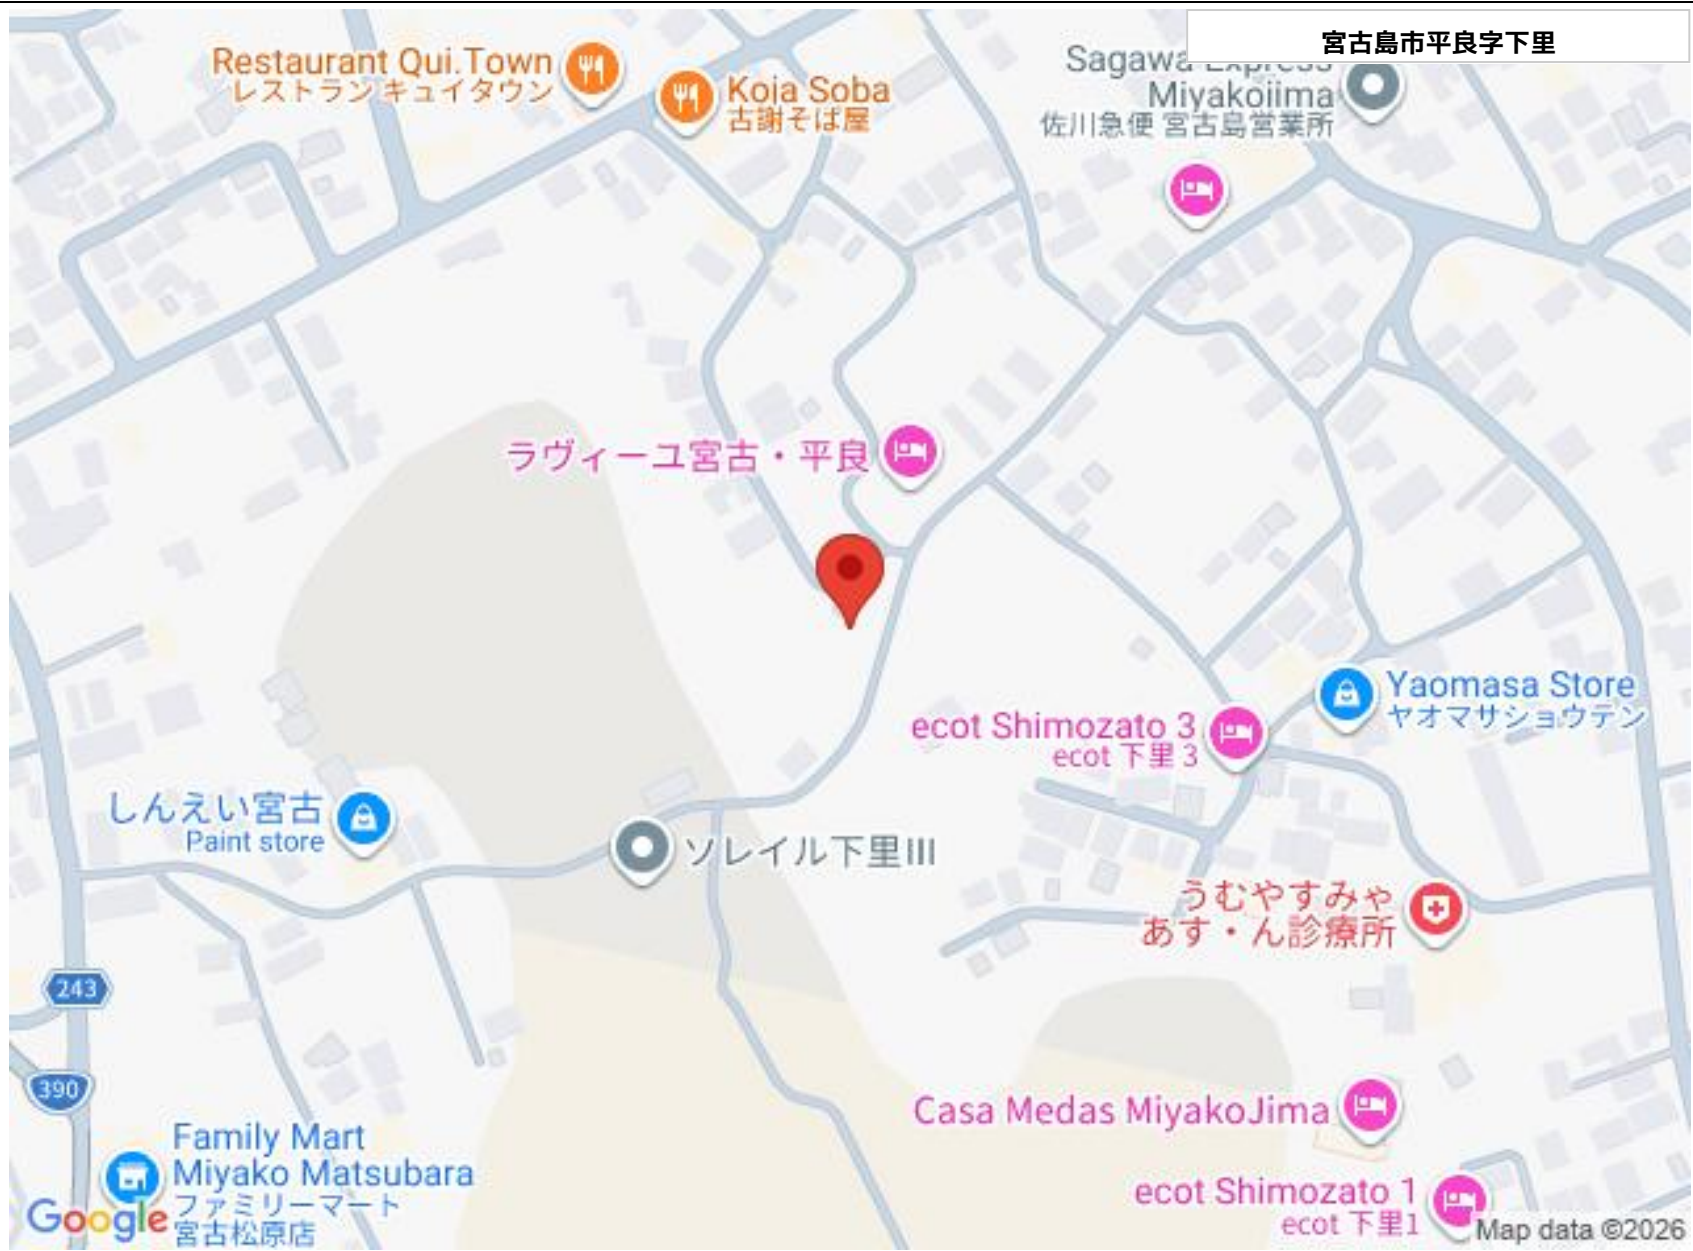 宮古島市平良字下里
Restaurant Qui.Town
レストラン キュイタウン
Koja Soba
古謝そば屋
Sagawa Express
Miyakojima
佐川急便 宮古島営業所
ラヴィーユ宮古・平良
Yaomasa Store
ヤオマサショウテン
ecot Shimozato 3
ecot 下里 3
しんえい宮古
Paint store
ソレイル下里III
うむやすみゃ
あす・ん診療所
243
390
Casa Medas MiyakoJima
Family Mart
Miyako Matsubara
ファミリーマート
宮古松原店
ecot Shimozato 1
ecot 下里1
Google
Map data ©2026